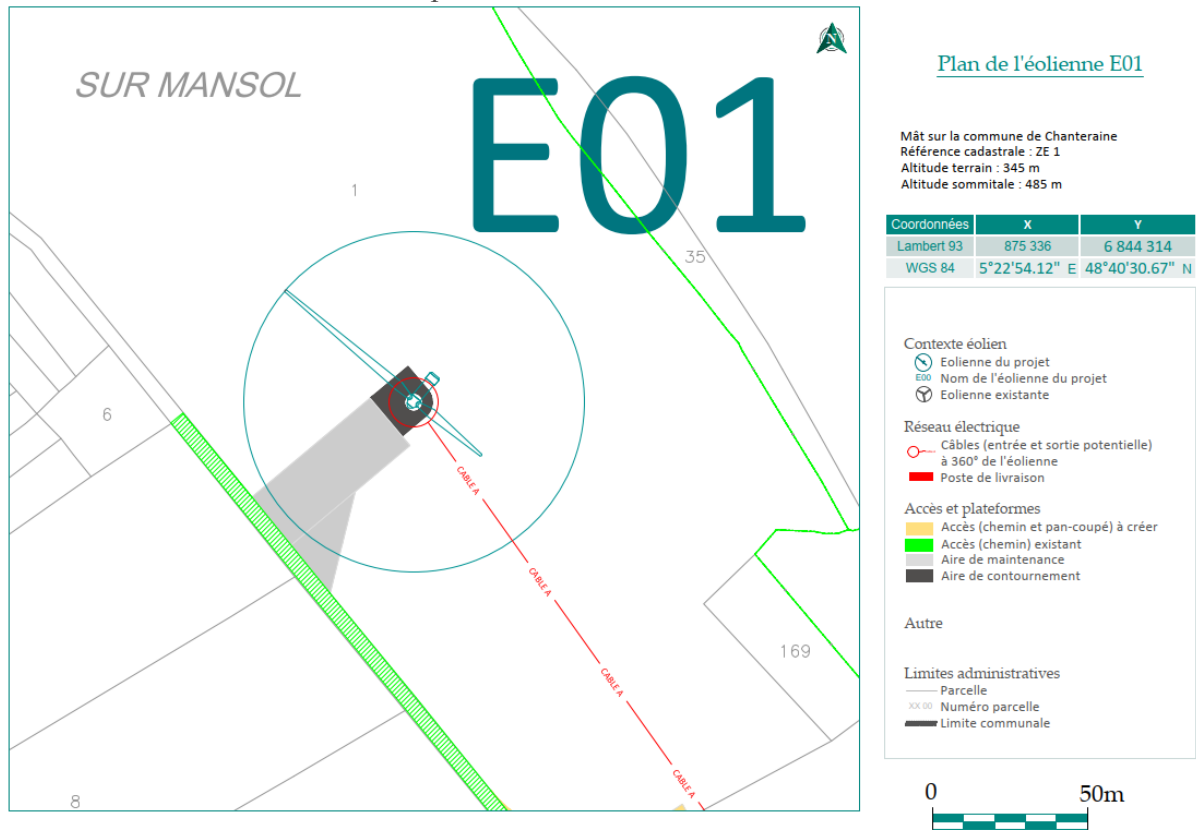 SUR MANSOL
N
E01
1
35
6
CABLE A
CABLE A
CABLE A
CABLE A
169
8
Plan de l'éolienne E01
Mât sur la commune de Chanteraine
Référence cadastrale : ZE 1
Altitude terrain : 345 m
Altitude sommitale : 485 m
Coordonnées X Y
Lambert 93 875 336 6 844 314
WGS 84 5°22'54.12" E 48°40'30.67" N
Contexte éolien
Eolienne du projet
E00 Nom de l'éolienne du projet
Eolienne existante
Réseau électrique
Câbles (entrée et sortie potentielle)
à 360° de l'éolienne
Poste de livraison
Accès et plateformes
Accès (chemin et pan-coupé) à créer
Accès (chemin) existant
Aire de maintenance
Aire de contournement
Autre
Limites administratives
Parcelle
XX 00 Numéro parcelle
Limite communale
0 50m